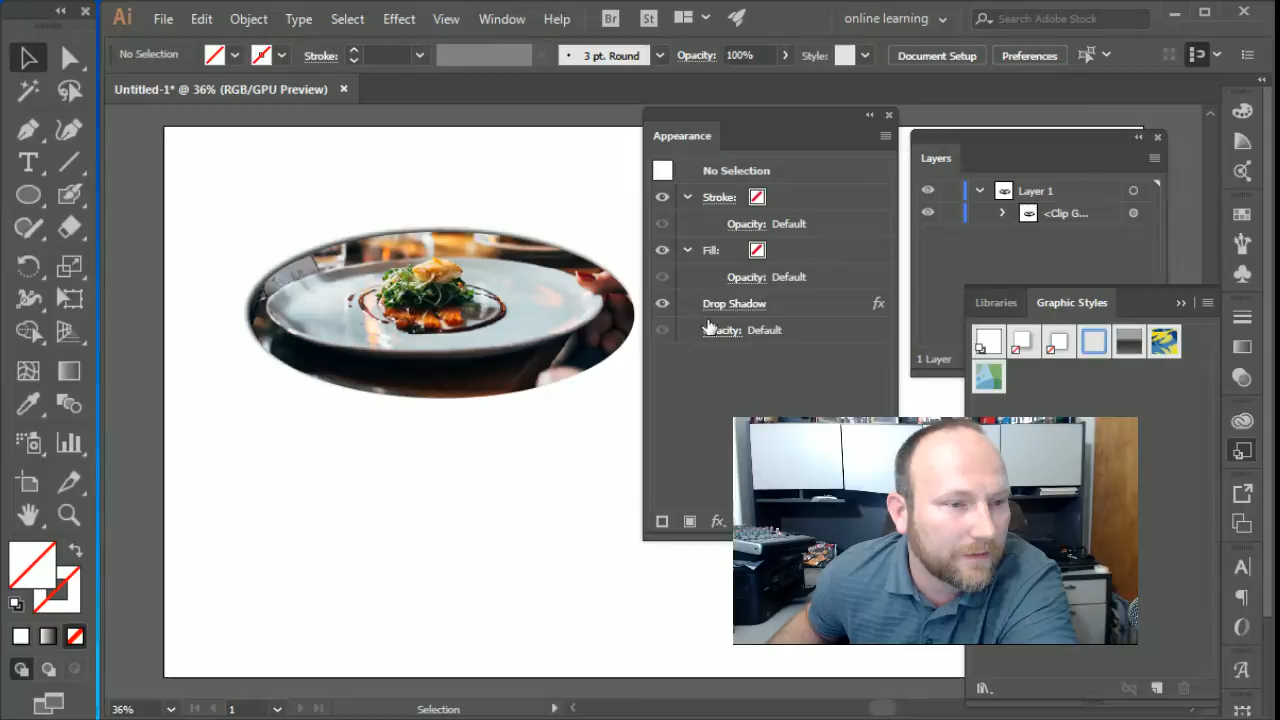 Ai File Edit Object Type Select Effect View Window Help Br St online learning Search Adobe Stock
No Selection Stroke: 3 pt. Round Opacity: 100% Style: Document Setup Preferences
Untitled-1* @ 36% (RGB/GPU Preview)
Appearance
No Selection
Stroke:
Opacity: Default
Fill:
Opacity: Default
Drop Shadow fx
Opacity: Default
fx
Layers
Layer 1
<Clip G...
1 Layer
Libraries Graphic Styles
36% 1 Selection